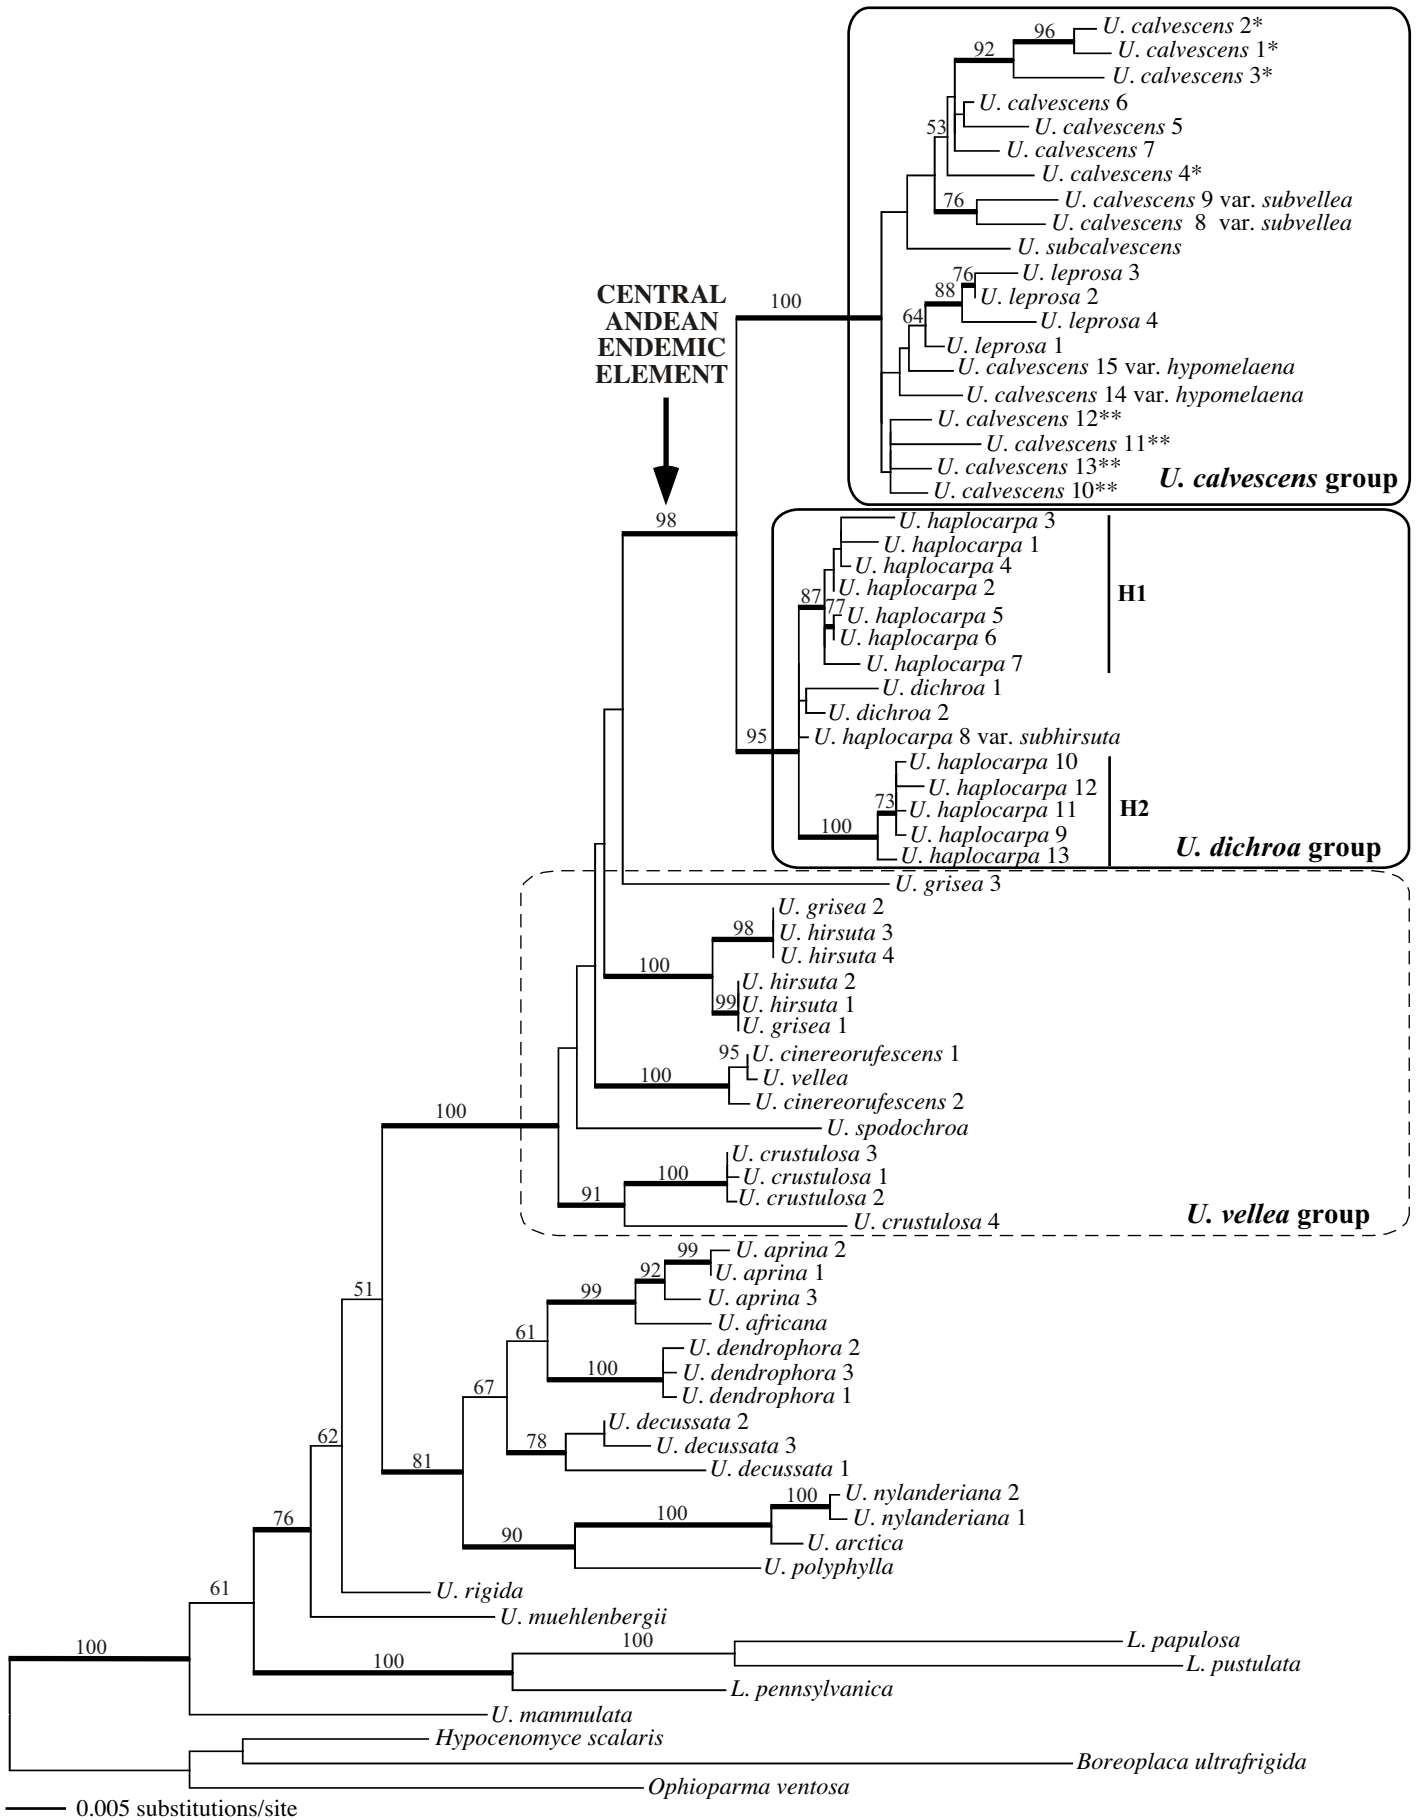 96
U. calvescens 2*
92
U. calvescens 1*
U. calvescens 3*
U. calvescens 6
53
U. calvescens 5
U. calvescens 7
U. calvescens 4*
76
U. calvescens 9 var. subvellea
U. calvescens 8 var. subvellea
U. subcalvescens
76
U. leprosa 3
88
U. leprosa 2
64
U. leprosa 4
U. leprosa 1
U. calvescens 15 var. hypomelaena
U. calvescens 14 var. hypomelaena
U. calvescens 12**
U. calvescens 11**
U. calvescens 13**
U. calvescens 10**
U. calvescens group
100
CENTRAL
ANDEAN
ENDEMIC
ELEMENT
98
U. haplocarpa 3
U. haplocarpa 1
U. haplocarpa 4
U. haplocarpa 2
87
77
U. haplocarpa 5
U. haplocarpa 6
U. haplocarpa 7
H1
U. dichroa 1
U. dichroa 2
95
U. haplocarpa 8 var. subhirsuta
U. haplocarpa 10
U. haplocarpa 12
73
U. haplocarpa 11
100
U. haplocarpa 9
U. haplocarpa 13
H2
U. dichroa group
U. grisea 3
U. grisea 2
98
U. hirsuta 3
U. hirsuta 4
100
U. hirsuta 2
99
U. hirsuta 1
U. grisea 1
95
U. cinereorufescens 1
100
U. vellea
U. cinereorufescens 2
100
U. spodochroa
U. crustulosa 3
100
U. crustulosa 1
91
U. crustulosa 2
U. crustulosa 4
U. vellea group
99
U. aprina 2
92
U. aprina 1
99
U. aprina 3
51
U. africana
61
U. dendrophora 2
100
U. dendrophora 3
67
U. dendrophora 1
U. decussata 2
62
78
U. decussata 3
81
U. decussata 1
100
U. nylanderiana 2
76
100
U. nylanderiana 1
90
U. arctica
U. polyphylla
61
U. rigida
U. muehlenbergii
100
100
L. papulosa
100
L. pustulata
L. pennsylvanica
U. mammulata
Hypocenomyce scalaris
Boreoplaca ultrafrigida
Ophioparma ventosa
0.005 substitutions/site